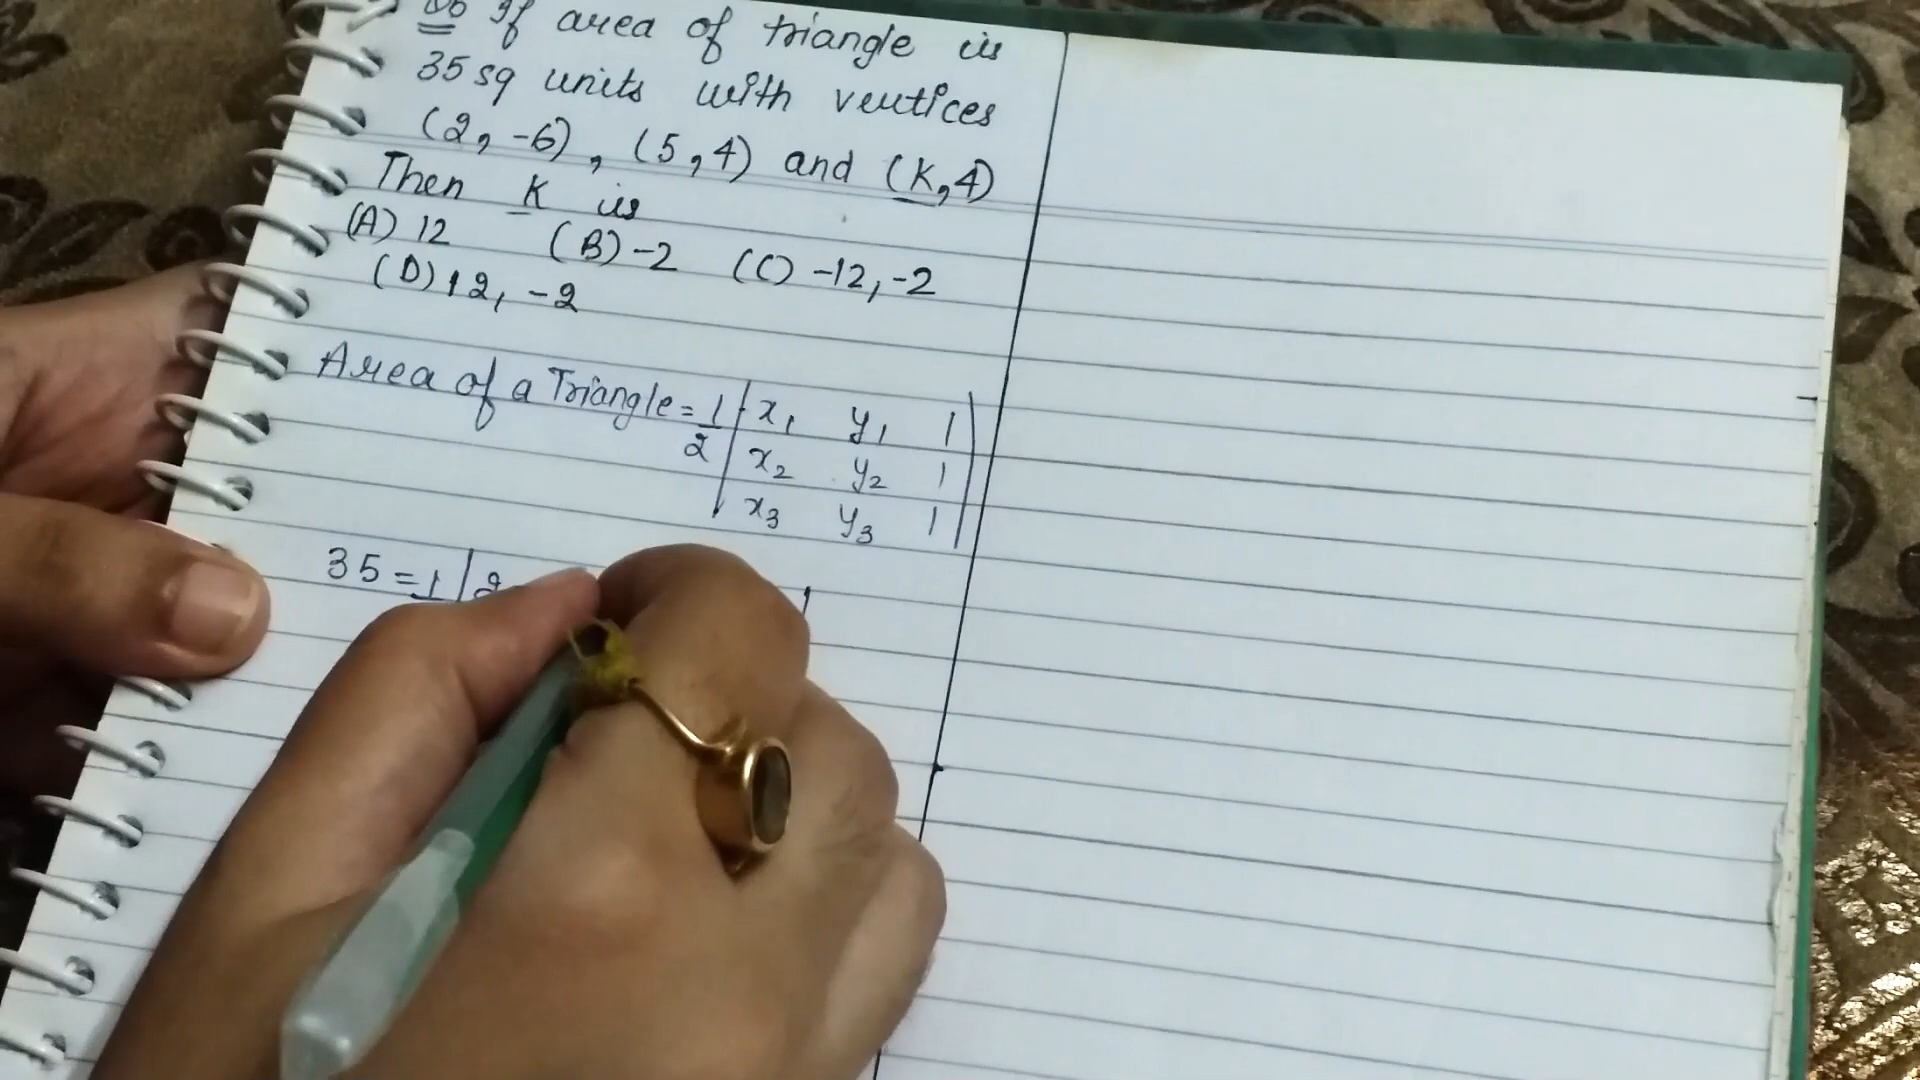 If area of triangle is
35 sq units with vertices
(2, -6), (5, 4) and (K, 4)
Then K is
(A) 12 (B) -2 (C) -12, -2
(D) 12, -2
Area of a Triangle = 1/2 | x₁ y₁ 1 |
| x₂ y₂ 1 |
| x₃ y₃ 1 |
35 = 1 | 2